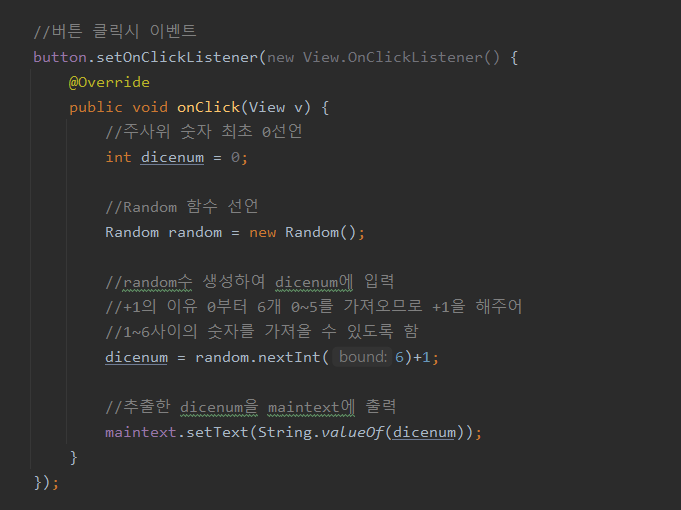 //버튼 클릭시 이벤트
button.setOnClickListener(new View.OnClickListener() {
@Override
public void onClick(View v) {
//주사위 숫자 최초 0선언
int dicenum = 0;
//Random 함수 선언
Random random = new Random();
//random수 생성하여 dicenum에 입력
//+1의 이유 0부터 6개 0~5를 가져오므로 +1을 해주어
//1~6사이의 숫자를 가져올 수 있도록 함
dicenum = random.nextInt( bound: 6)+1;
//추출한 dicenum을 maintext에 출력
maintext.setText(String.valueOf(dicenum));
}
});